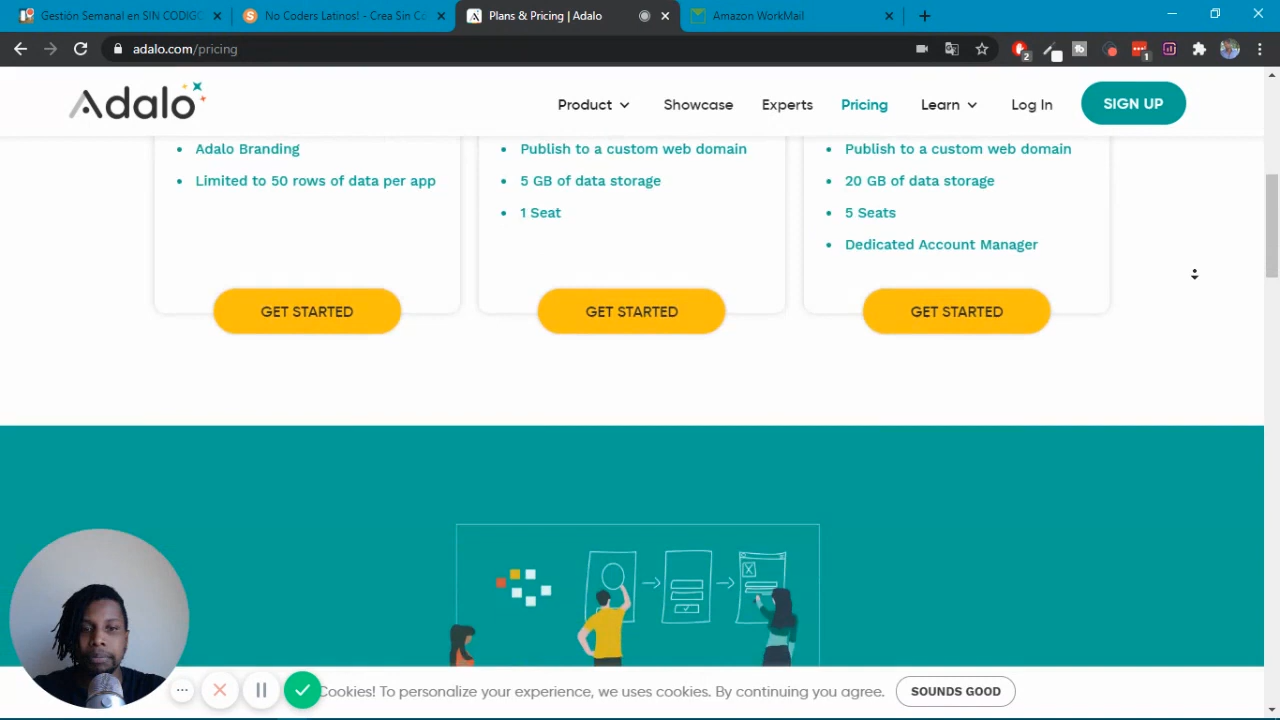 Gestión Semanal en SIN CODIGO
No Coders Latinos! - Crea Sin Co
Plans & Pricing | Adalo
Amazon WorkMail
adalo.com/pricing
2
1
Adalo
Product
Showcase
Experts
Pricing
Learn
Log In
SIGN UP
Adalo Branding
Limited to 50 rows of data per app
GET STARTED
Publish to a custom web domain
5 GB of data storage
1 Seat
GET STARTED
Publish to a custom web domain
20 GB of data storage
5 Seats
Dedicated Account Manager
GET STARTED
Cookies! To personalize your experience, we uses cookies. By continuing you agree.
SOUNDS GOOD